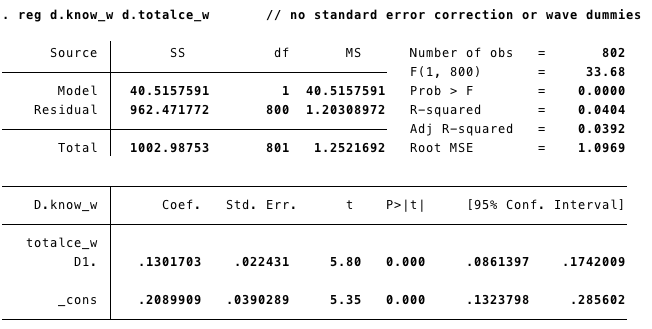 . reg d.know_w d.totalce_w // no standard error correction or wave dummies
Source SS df MS Number of obs = 802
F(1, 800) = 33.68
Model 40.5157591 1 40.5157591 Prob > F = 0.0000
Residual 962.471772 800 1.20308972 R-squared = 0.0404
Adj R-squared = 0.0392
Total 1002.98753 801 1.2521692 Root MSE = 1.0969
D.know_w Coef. Std. Err. t P>|t| [95% Conf. Interval]
totalce_w
D1. .1301703 .022431 5.80 0.000 .0861397 .1742009
_cons .2089909 .0390289 5.35 0.000 .1323798 .285602